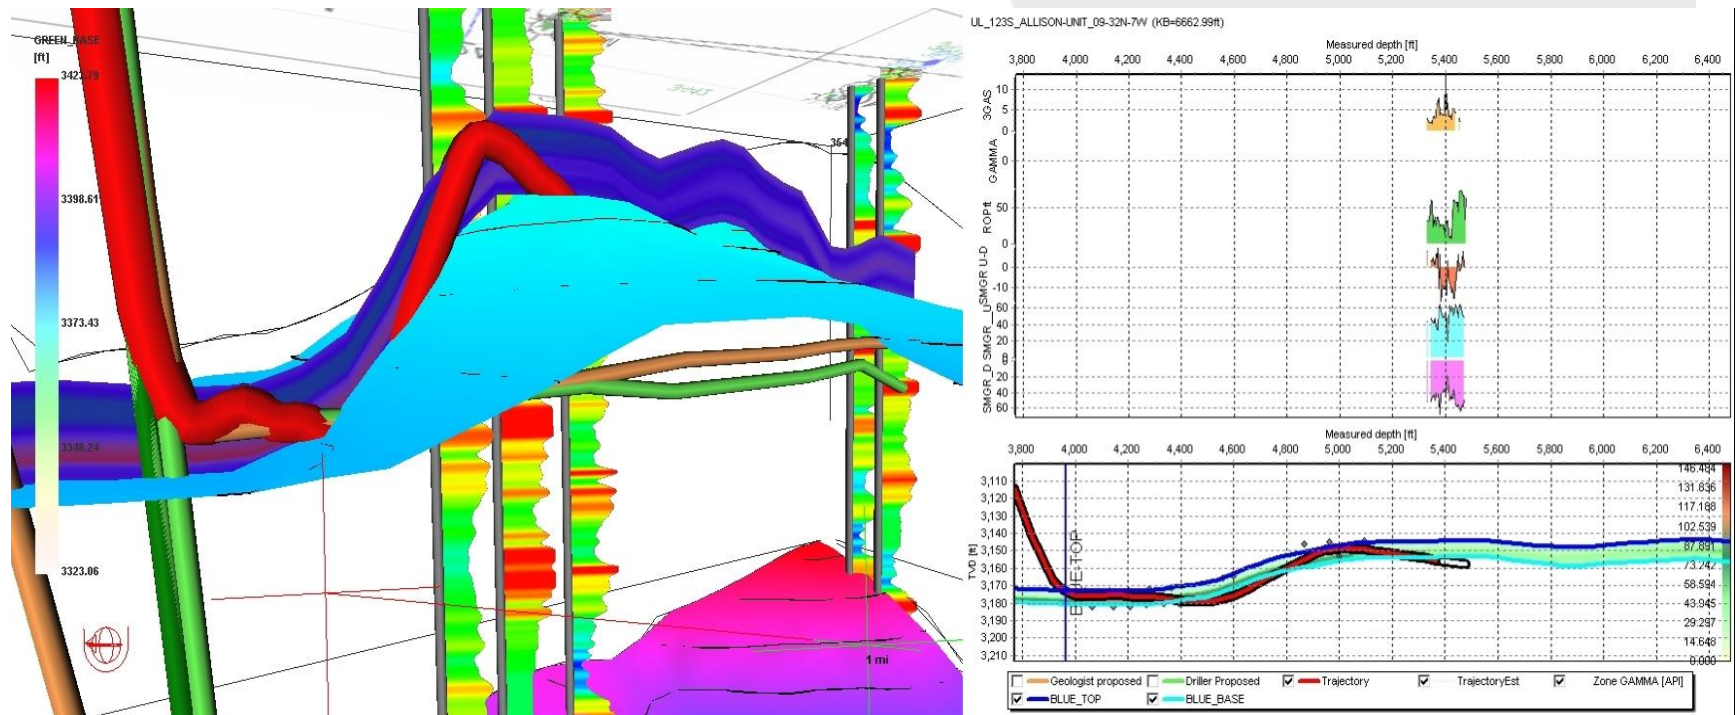 GREEN_BASE
[ft]
3423.79
3398.61
3373.43
3348.24
3323.06
354
1 mi
UL_123S_ALLISON-UNIT_09-32N-7W (KB=6662.99ft)
Measured depth [ft]
3,800 4,000 4,200 4,400 4,600 4,800 5,000 5,200 5,400 5,600 5,800 6,000 6,200 6,400
3GAS
10
5
0
GAMMA
0
ROPft
50
0
SMGR U-D
0
-10
SMGR_U
60
40
20
0
SMGR_D
0
20
40
60
Measured depth [ft]
3,800 4,000 4,200 4,400 4,600 4,800 5,000 5,200 5,400 5,600 5,800 6,000 6,200 6,400
TVD [ft]
3,110
3,120
3,130
3,140
3,150
3,160
3,170
3,180
3,190
3,200
3,210
146.484
131.836
117.188
102.539
87.891
73.242
58.594
43.945
29.297
14.648
0.000
Geologist proposed Driller Proposed Trajectory TrajectoryEst Zone GAMMA [API]
BLUE_TOP BLUE_BASE